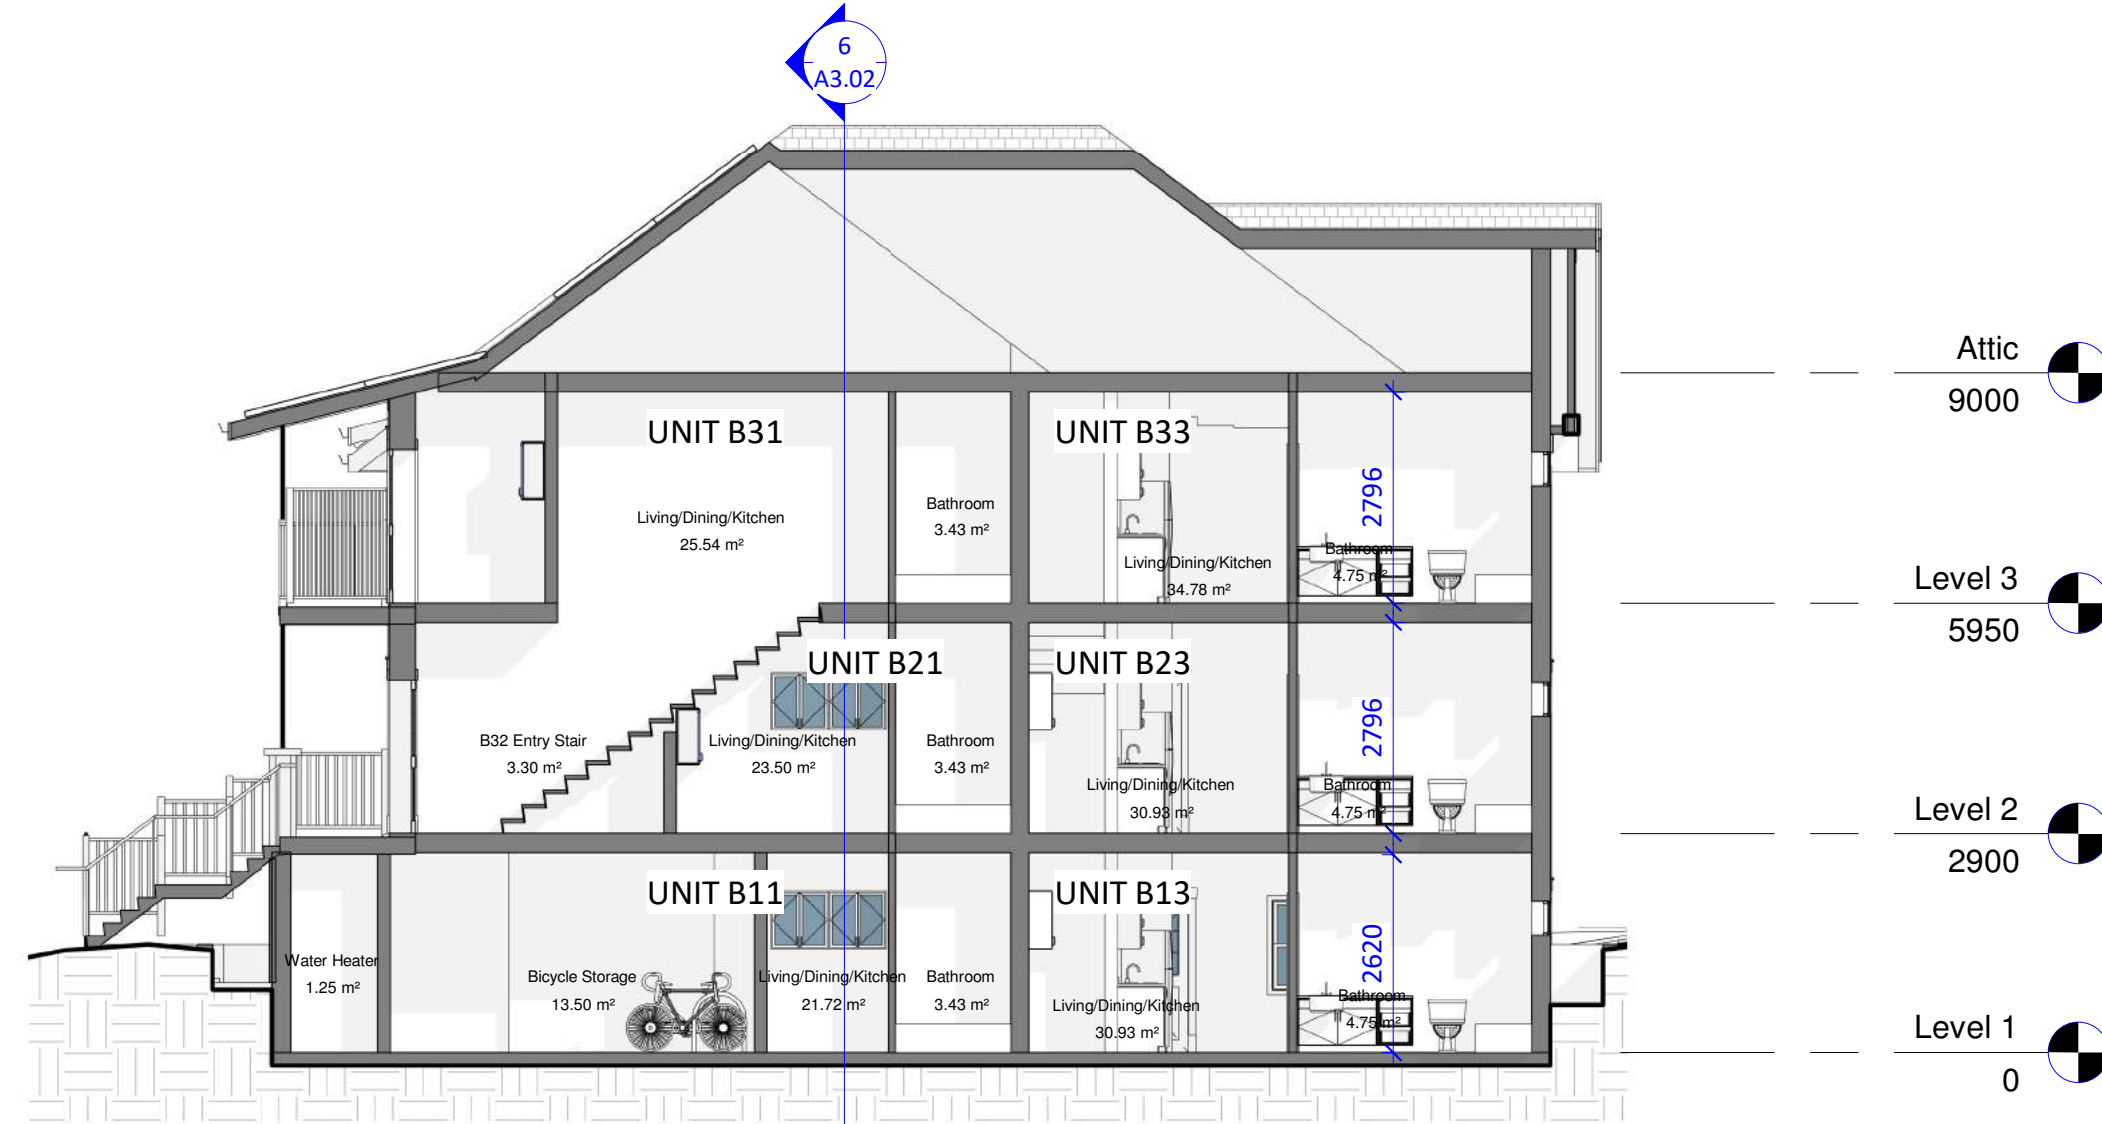 6
A3.02
Attic
9000
UNIT B31
UNIT B33
2796
Living/Dining/Kitchen
25.54 m²
Bathroom
3.43 m²
Living/Dining/Kitchen
34.78 m²
Bathroom
4.75 m²
Level 3
5950
UNIT B21
UNIT B23
2796
B32 Entry Stair
3.30 m²
Living/Dining/Kitchen
23.50 m²
Bathroom
3.43 m²
Living/Dining/Kitchen
30.93 m²
Bathroom
4.75 m²
Level 2
2900
UNIT B11
UNIT B13
2620
Water Heater
1.25 m²
Bicycle Storage
13.50 m²
Living/Dining/Kitchen
21.72 m²
Bathroom
3.43 m²
Living/Dining/Kitchen
30.93 m²
Bathroom
4.75 m²
Level 1
0